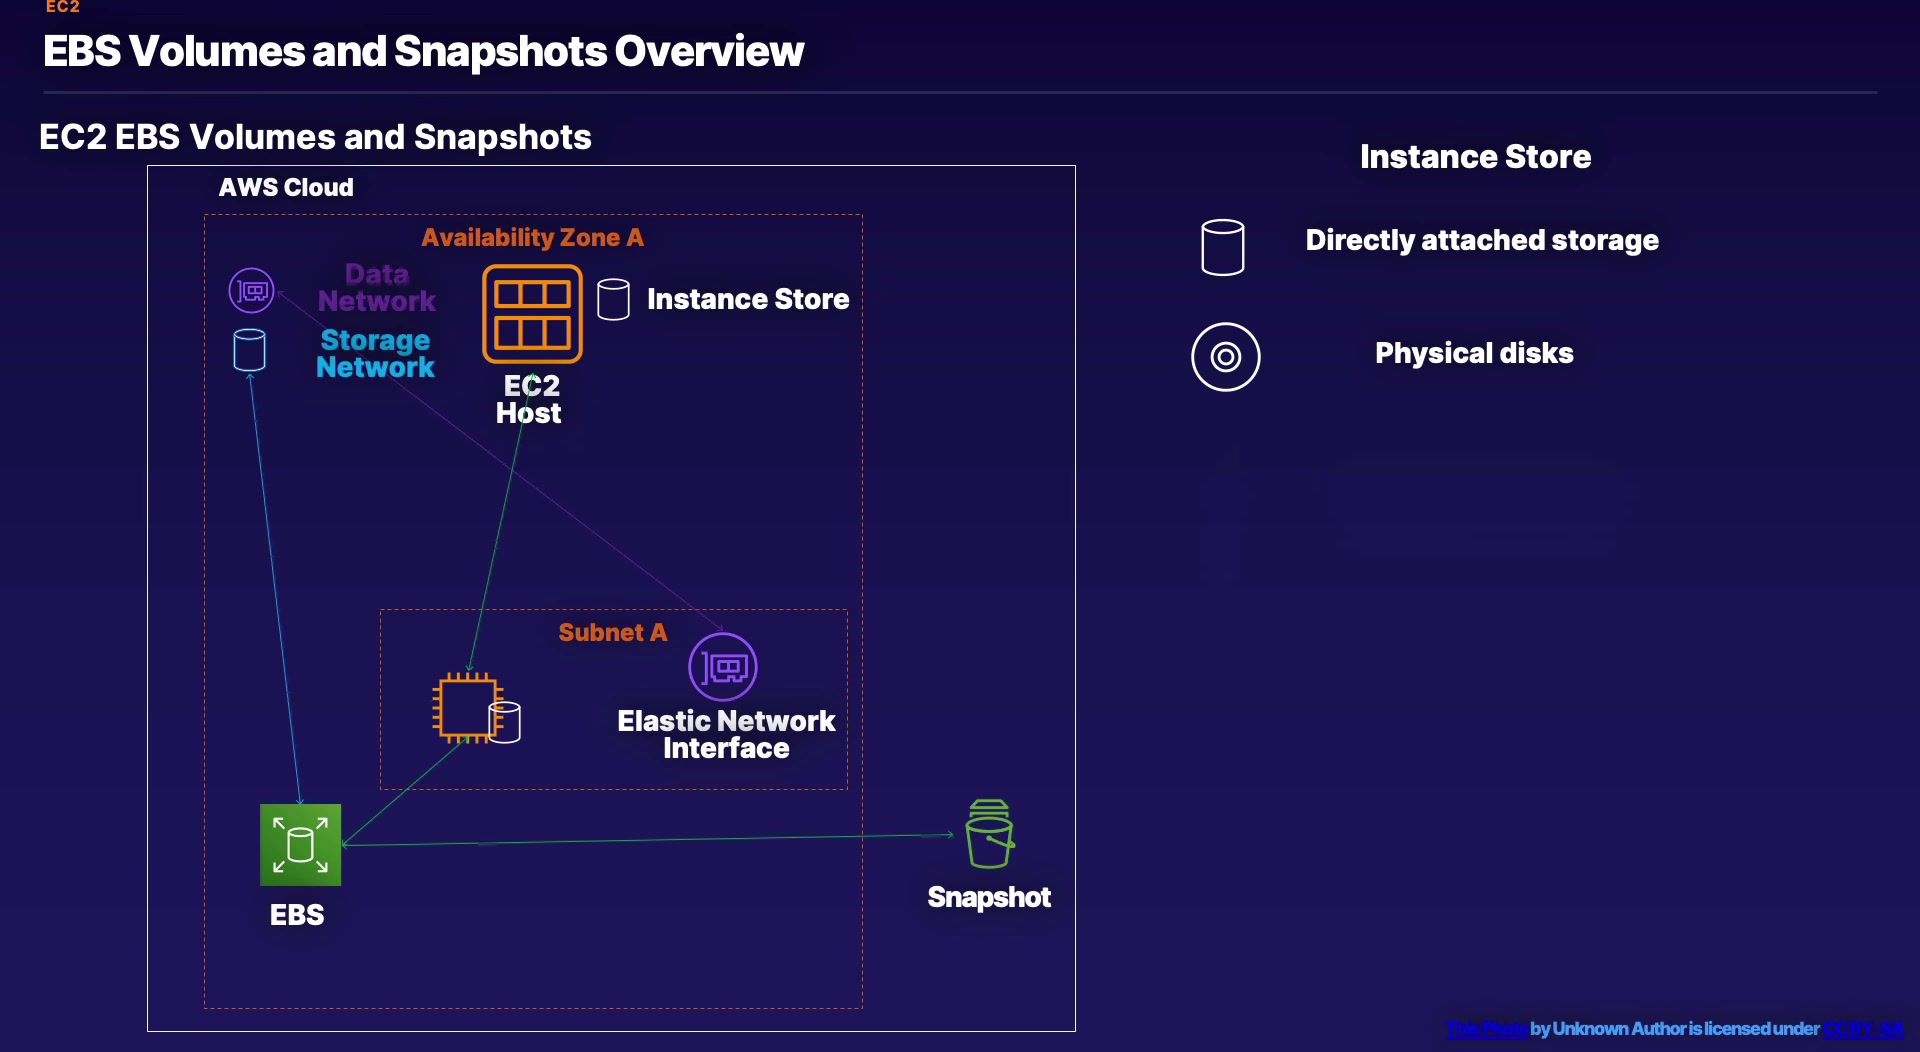 EC2
EBS Volumes and Snapshots Overview
EC2 EBS Volumes and Snapshots
AWS Cloud
Availability Zone A
Data
Network
Storage
Network
EC2
Host
Instance Store
Subnet A
Elastic Network
Interface
EBS
Snapshot
Instance Store
Directly attached storage
Physical disks
This Photo by Unknown Author is licensed under CC BY-SA